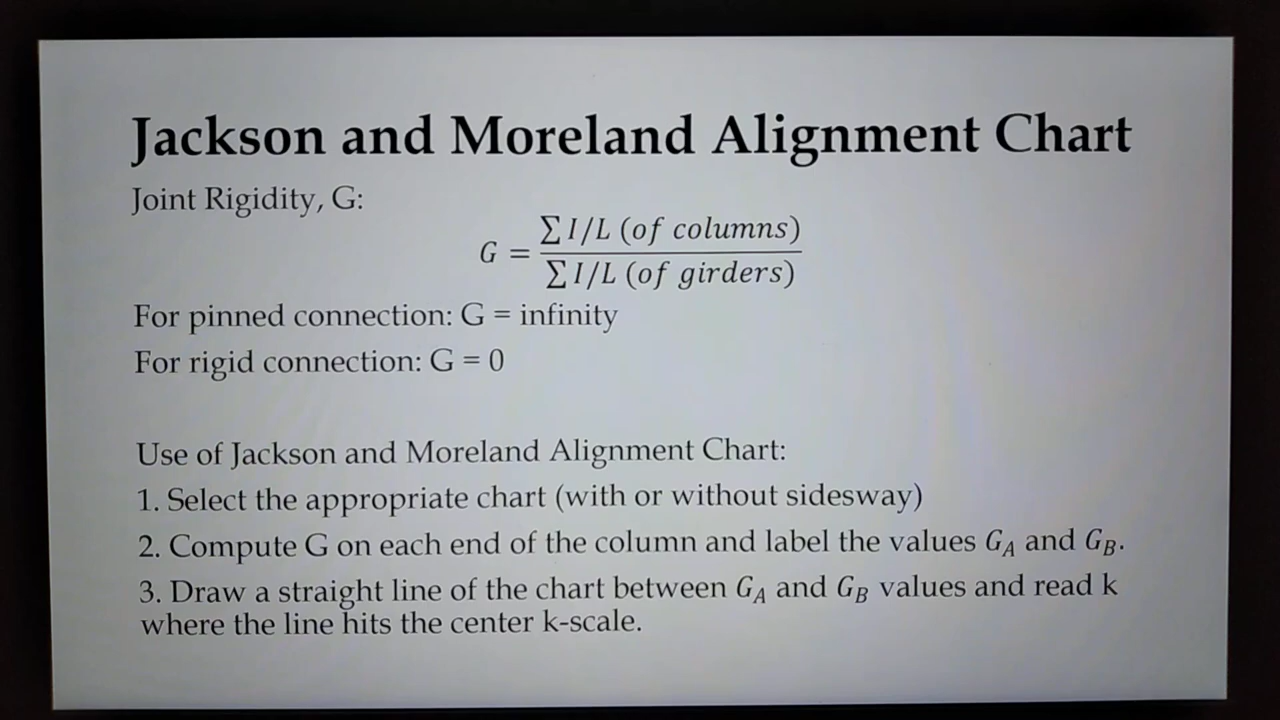 Jackson and Moreland Alignment Chart
Joint Rigidity, G:
G = ∑ I/L (of columns) / ∑ I/L (of girders)
For pinned connection: G = infinity
For rigid connection: G = 0
Use of Jackson and Moreland Alignment Chart:
1. Select the appropriate chart (with or without sidesway)
2. Compute G on each end of the column and label the values G_A and G_B.
3. Draw a straight line of the chart between G_A and G_B values and read k
where the line hits the center k-scale.